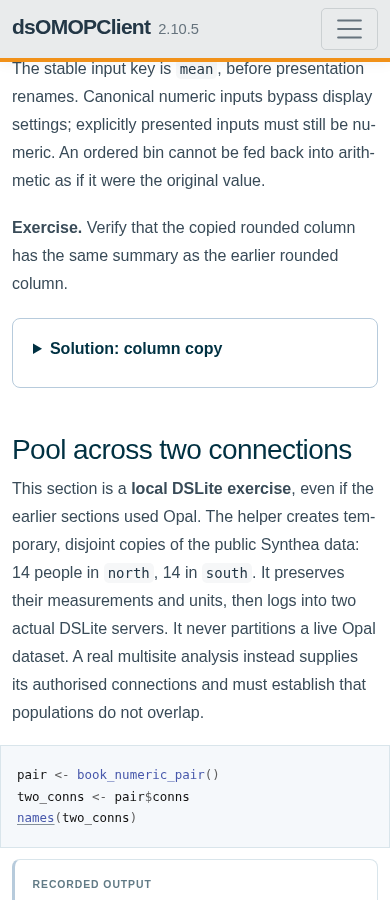 dsOMOPClient 2.10.5
The stable input key is mean, before presentation
renames. Canonical numeric inputs bypass display
settings; explicitly presented inputs must still be nu-
meric. An ordered bin cannot be fed back into arith-
metic as if it were the original value.
Exercise. Verify that the copied rounded column
has the same summary as the earlier rounded
column.
▶ Solution: column copy
Pool across two connections
This section is a local DSLite exercise, even if the
earlier sections used Opal. The helper creates tem-
porary, disjoint copies of the public Synthea data:
14 people in north, 14 in south. It preserves
their measurements and units, then logs into two
actual DSLite servers. It never partitions a live Opal
dataset. A real multisite analysis instead supplies
its authorised connections and must establish that
populations do not overlap.
pair <- book_numeric_pair()
two_conns <- pair$conns
names(two_conns)
RECORDED OUTPUT